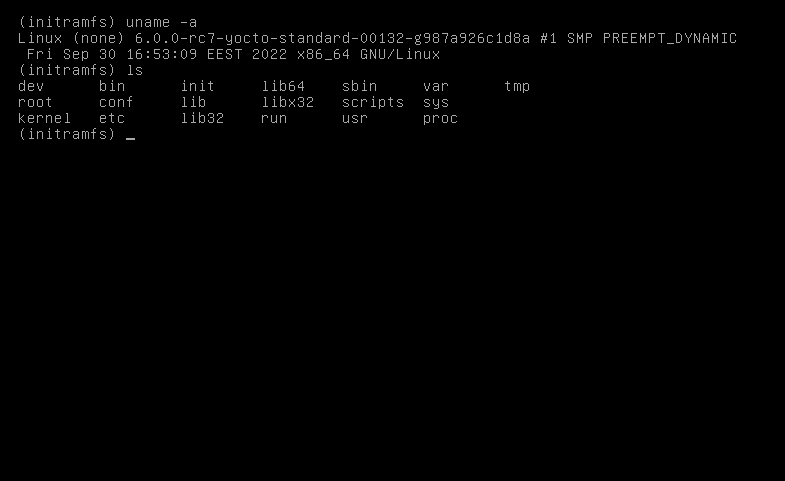 (initramfs) uname -a
Linux (none) 6.0.0-rc7-yocto-standard-00132-g987a926c1d8a #1 SMP PREEMPT_DYNAMIC
 Fri Sep 30 16:53:09 EEST 2022 x86_64 GNU/Linux
(initramfs) ls
dev      bin      init     lib64    sbin     var      tmp
root     conf     lib      libx32   scripts  sys
kernel   etc      lib32    run      usr      proc
(initramfs) _